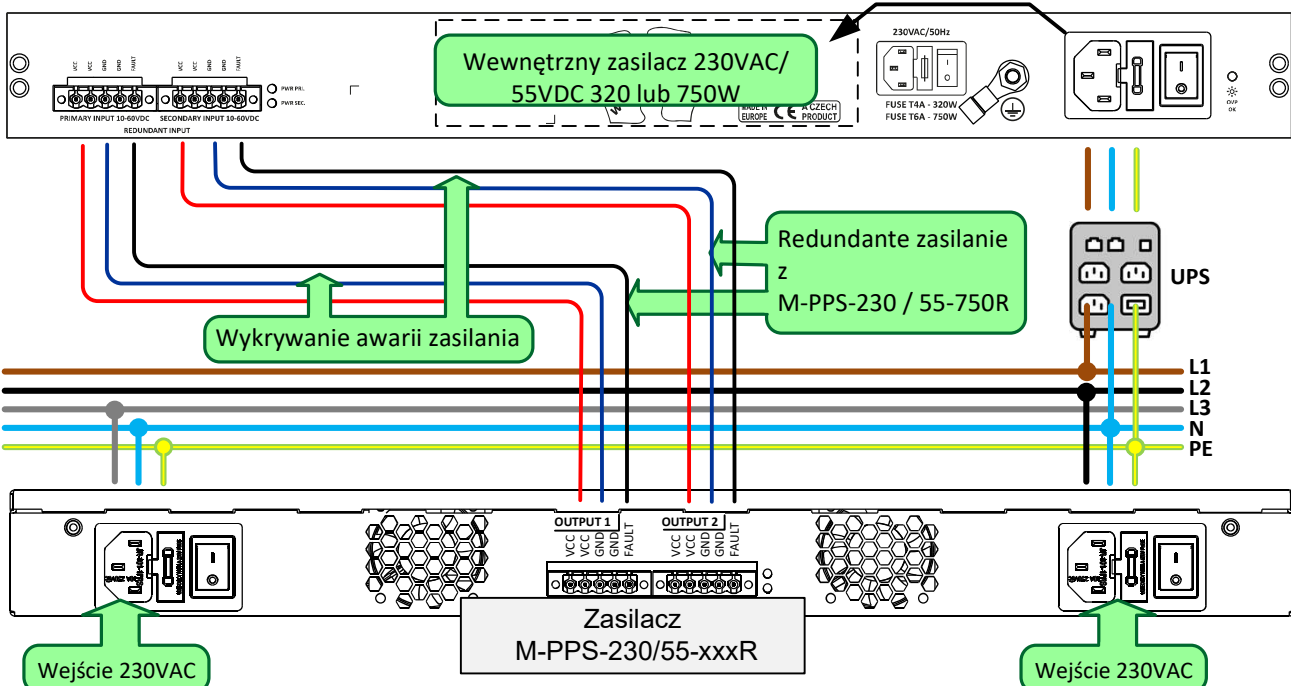 230VAC/50Hz
Wewnętrzny zasilacz 230VAC/
55VDC 320 lub 750W
VCC VCC GND GND FAULT VCC VCC GND GND FAULT
PWR PRI.
PWR SEC.
PRIMARY INPUT 10-60VDC SECONDARY INPUT 10-60VDC
REDUNDANT INPUT
MADE IN
EUROPE
CE
A CZECH
PRODUCT
FUSE T4A - 320W
FUSE T6A - 750W
OVP
OK
Redundante zasilanie
z
M-PPS-230 / 55-750R
UPS
Wykrywanie awarii zasilania
L1
L2
L3
N
PE
OUTPUT 1 OUTPUT 2
VCC VCC GND GND FAULT VCC VCC GND GND FAULT
Zasilacz
M-PPS-230/55-xxxR
Wejście 230VAC
Wejście 230VAC